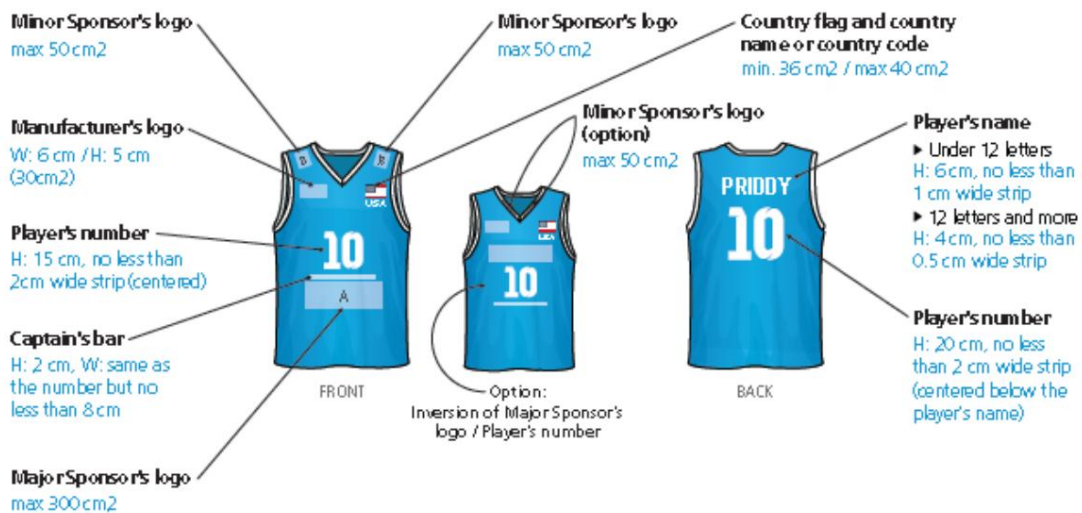 Minor Sponsor's logo
max 50 cm2
Manufacturer's logo
W: 6 cm / H: 5 cm
(30cm2)
Player's number
H: 15 cm, no less than
2cm wide strip (centered)
Captain's bar
H: 2 cm, W: same as
the number but no
less than 8 cm
Major Sponsor's logo
max 300 cm2
Minor Sponsor's logo
max 50 cm2
Country flag and country
name or country code
min. 36 cm2 / max 40 cm2
Minor Sponsor's logo
(option)
max 50 cm2
B
B
USA
10
A
FRONT
USA
10
Option:
Inversion of Major Sponsor's
logo / Player's number
PRIDDY
10
BACK
Player's name
▸ Under 12 letters
H: 6 cm, no less than
1 cm wide strip
▸ 12 letters and more
H: 4 cm, no less than
0.5 cm wide strip
Player's number
H: 20 cm, no less
than 2 cm wide strip
(centered below the
player's name)